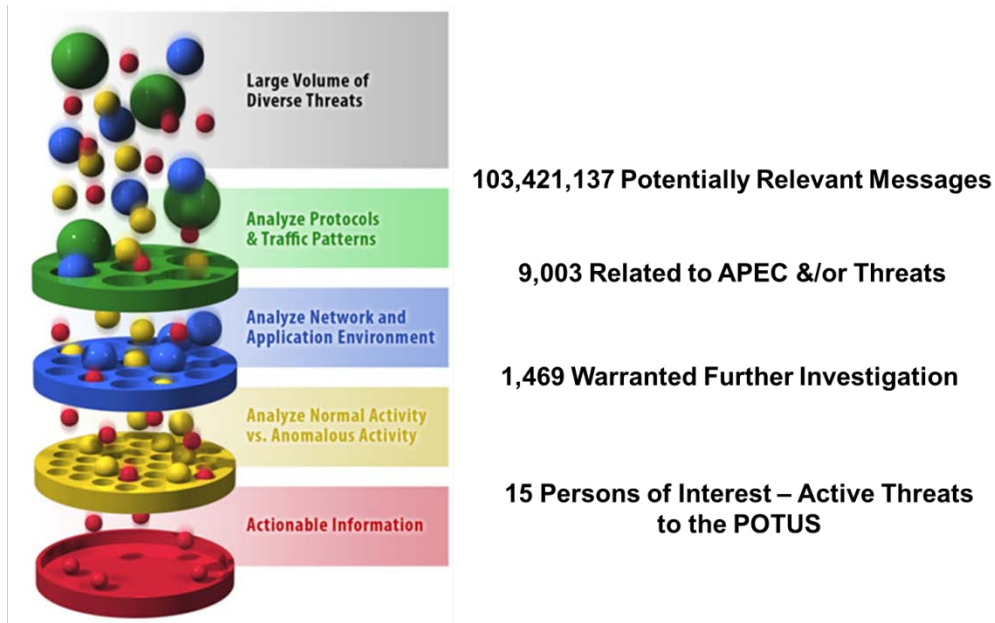 Large Volume of
Diverse Threats
Analyze Protocols
& Traffic Patterns
Analyze Network and
Application Environment
Analyze Normal Activity
vs. Anomalous Activity
Actionable Information
103,421,137 Potentially Relevant Messages
9,003 Related to APEC &/or Threats
1,469 Warranted Further Investigation
15 Persons of Interest – Active Threats
to the POTUS